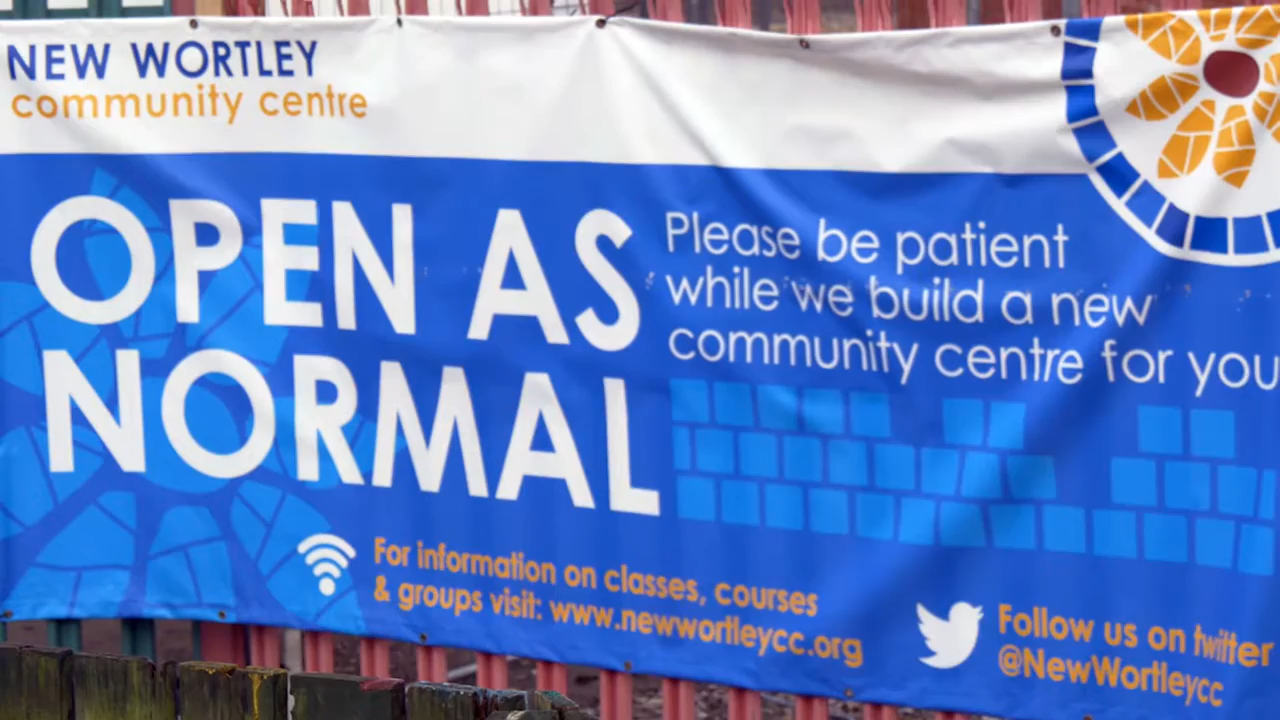 NEW WORTLEY
community centre
OPEN AS
NORMAL
Please be patient
while we build a new
community centre for you
For information on classes, courses
& groups visit: www.newwortleycc.org
Follow us on twitter
@NewWortleycc